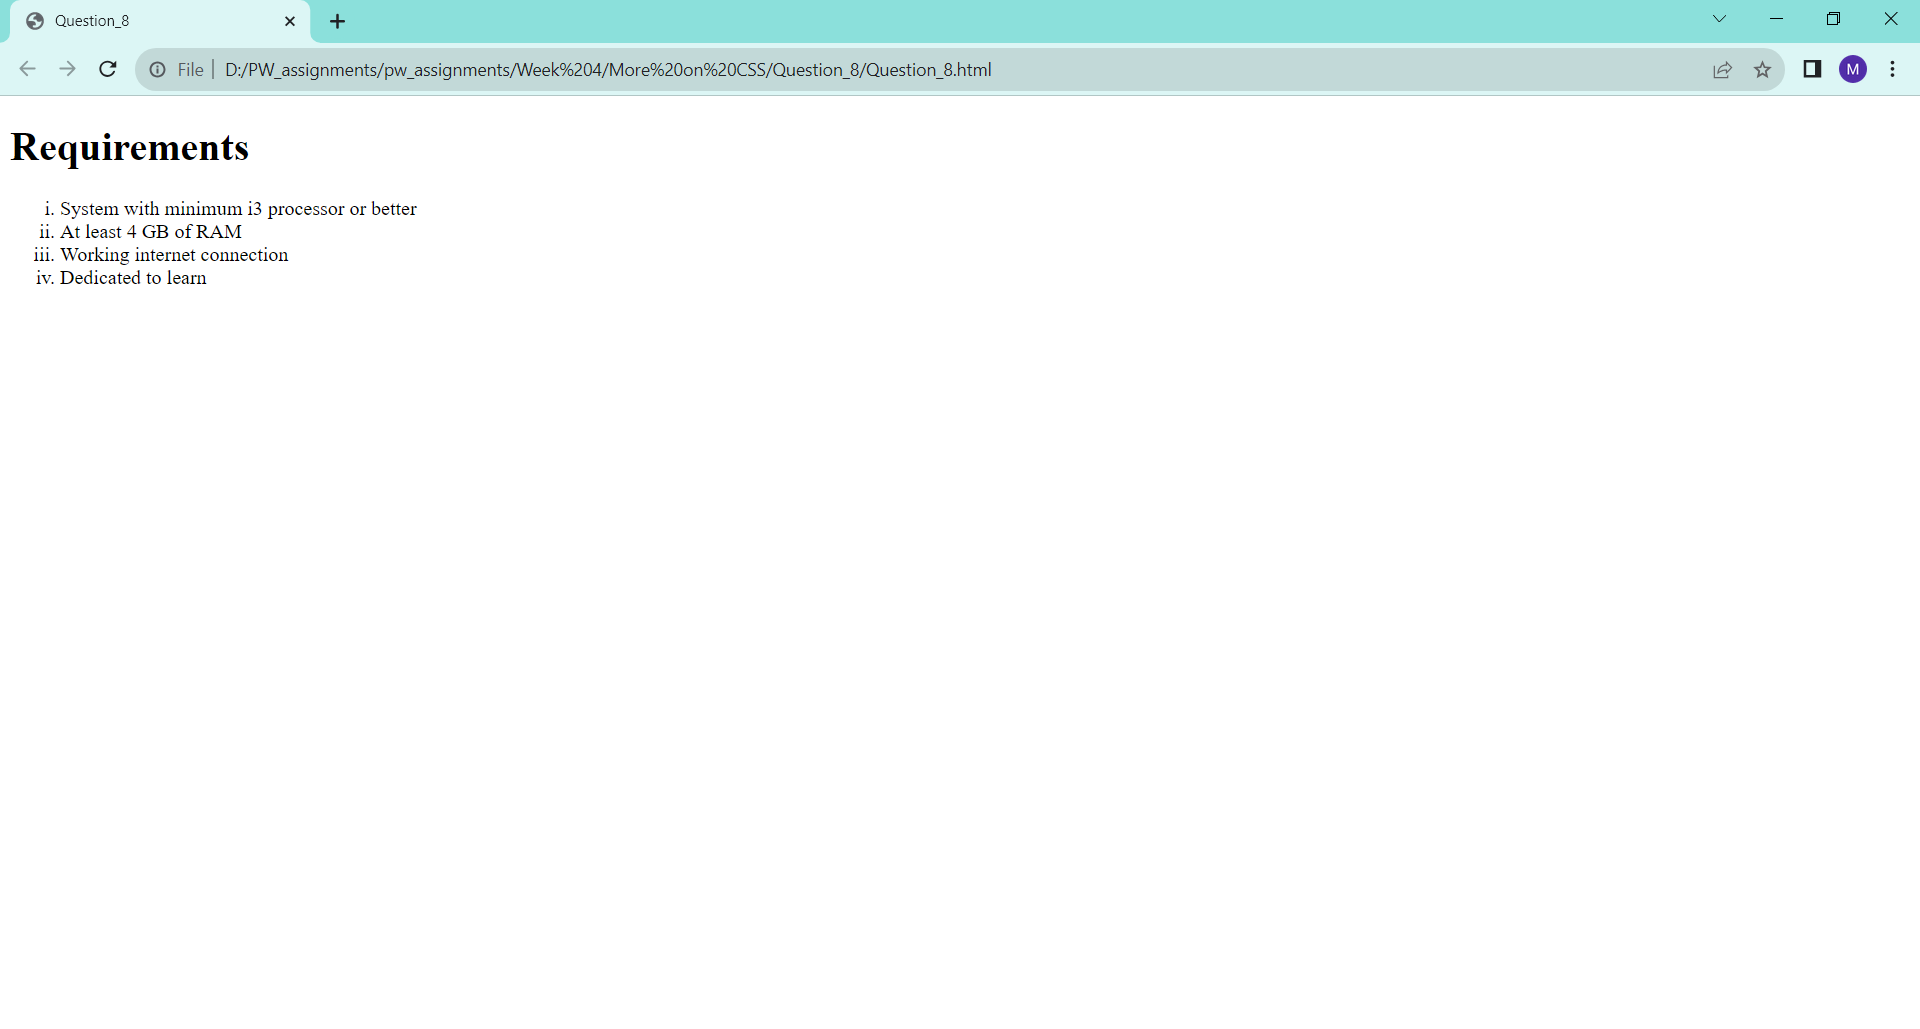 Question_8
File
D:/PW_assignments/pw_assignments/Week%204/More%20on%20CSS/Question_8/Question_8.html
M
Requirements
i. System with minimum i3 processor or better
ii. At least 4 GB of RAM
iii. Working internet connection
iv. Dedicated to learn